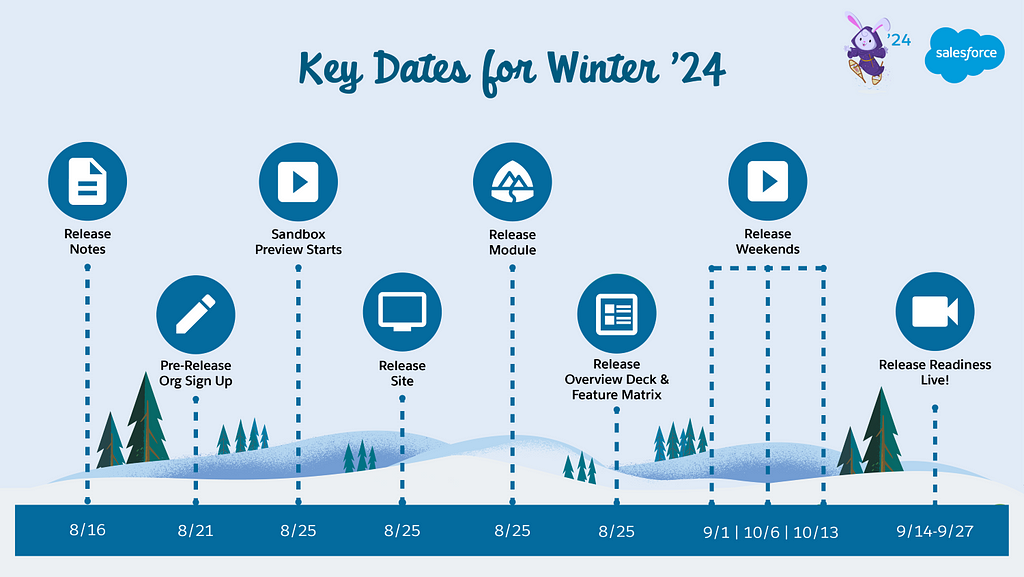 Key Dates for Winter ’24
’24
salesforce
Release
Notes
Sandbox
Preview Starts
Release
Module
Release
Weekends
Pre-Release
Org Sign Up
Release
Site
Release
Overview Deck &
Feature Matrix
Release Readiness
Live!
8/16
8/21
8/25
8/25
8/25
8/25
9/1 | 10/6 | 10/13
9/14-9/27